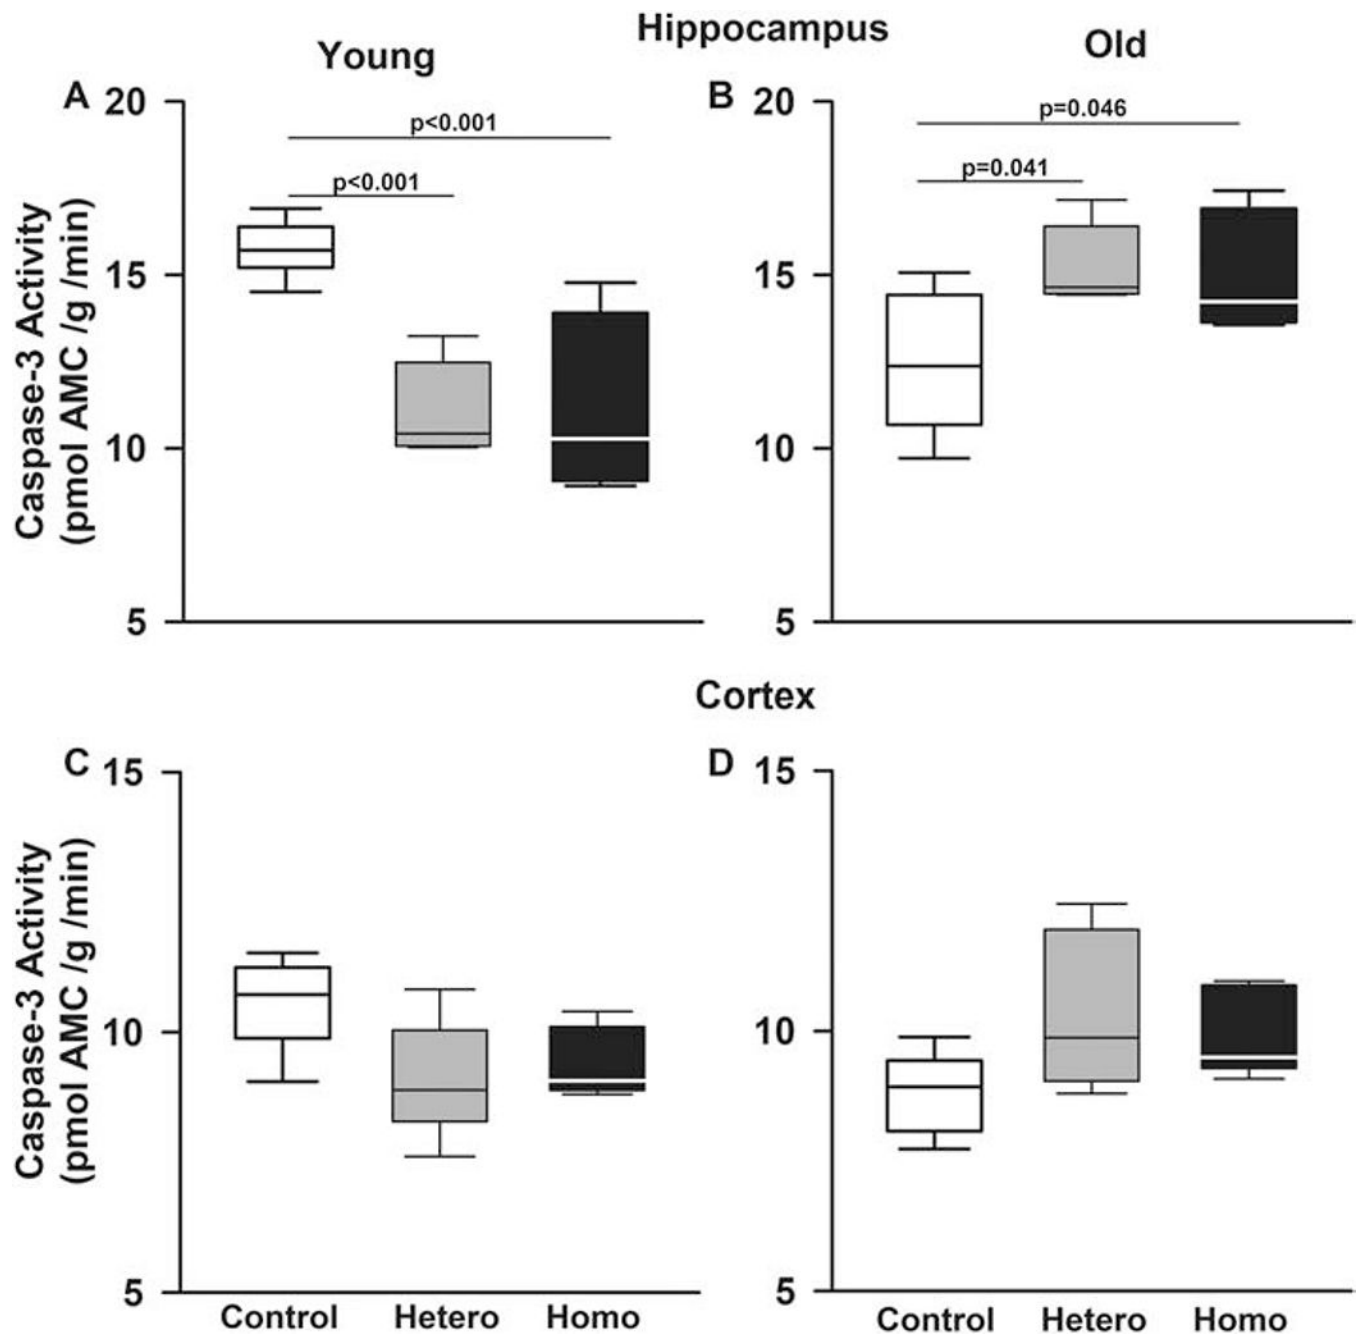 Hippocampus
Young
Old
A
20
15
10
5
p<0.001
p<0.001
Caspase-3 Activity
(pmol AMC /g /min)
B
20
15
10
5
p=0.046
p=0.041
Cortex
C
15
10
5
Caspase-3 Activity
(pmol AMC /g /min)
Control Hetero Homo
D
15
10
5
Control Hetero Homo